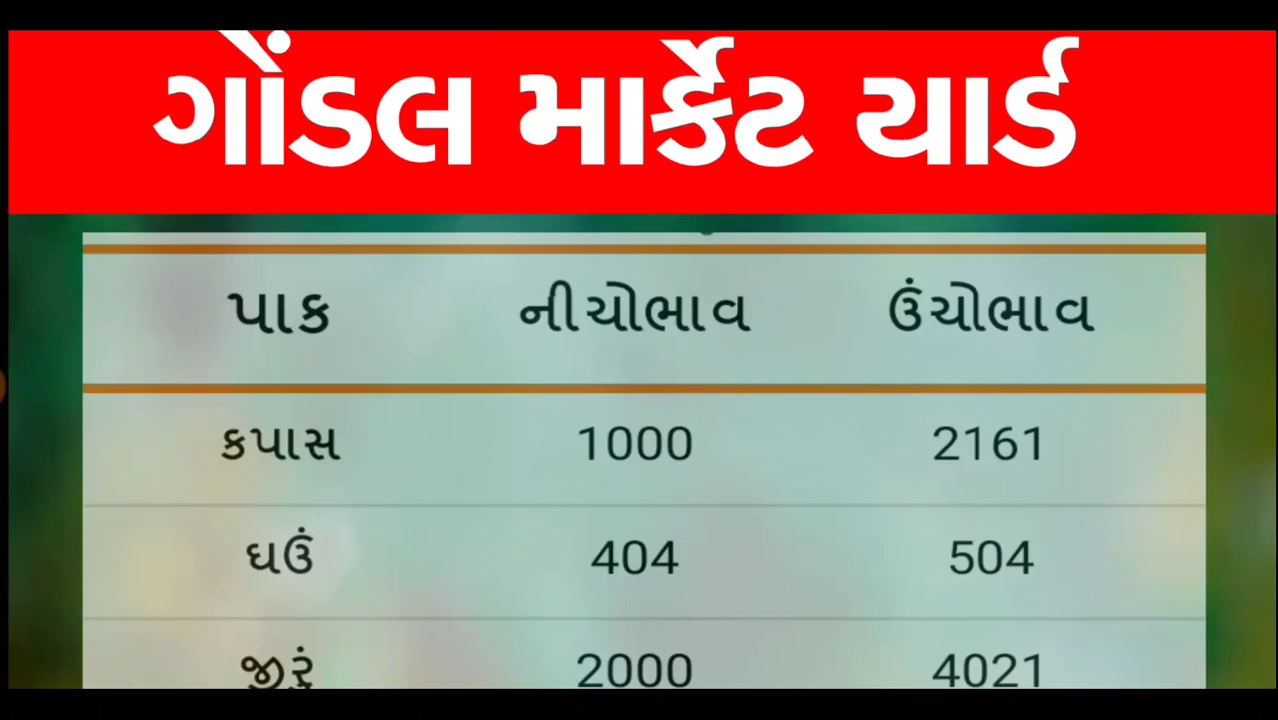 ગોંડલ માર્કેટ યાર્ડ
પાક નીચોભાવ ઉંચોભાવ
કપાસ 1000 2161
ઘઉં 404 504
જીરું 2000 4021